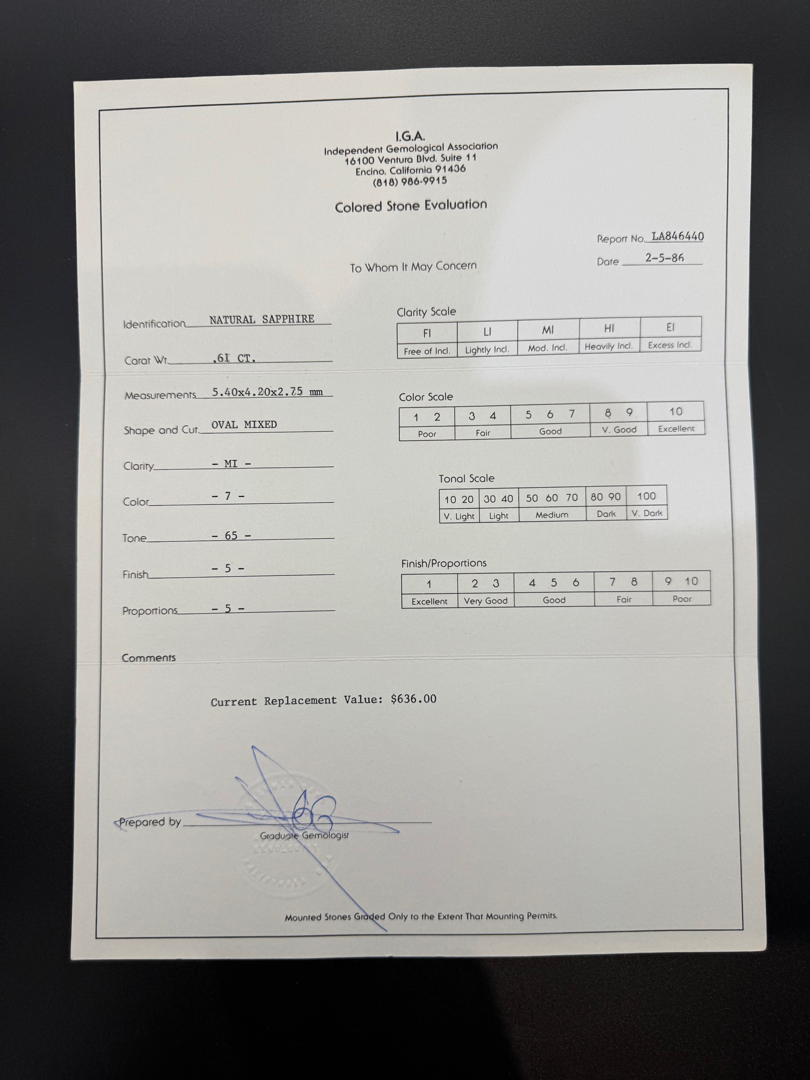 I.G.A.
Independent Gemological Association
16100 Ventura Blvd. Suite 11
Encino, California 91436
(818) 986-9915
Colored Stone Evaluation
Report No. LA846440
Date 2-5-86
To Whom It May Concern
Identification NATURAL SAPPHIRE
Carat Wt. .61 CT.
Measurements 5.40x4.20x2.75 mm
Shape and Cut OVAL MIXED
Clarity - MI -
Color - 7 -
Tone - 65 -
Finish - 5 -
Proportions - 5 -
Clarity Scale
FI LI MI HI EI
Free of Incl. Lightly Incl. Mod. Incl. Heavily Incl. Excess Incl.
Color Scale
1 2 3 4 5 6 7 8 9 10
Poor Fair Good V. Good Excellent
Tonal Scale
10 20 30 40 50 60 70 80 90 100
V. Light Light Medium Dark V. Dark
Finish/Proportions
1 2 3 4 5 6 7 8 9 10
Excellent Very Good Good Fair Poor
Comments
Current Replacement Value: $636.00
Prepared by
Graduate Gemologist
Mounted Stones Graded Only to the Extent That Mounting Permits.